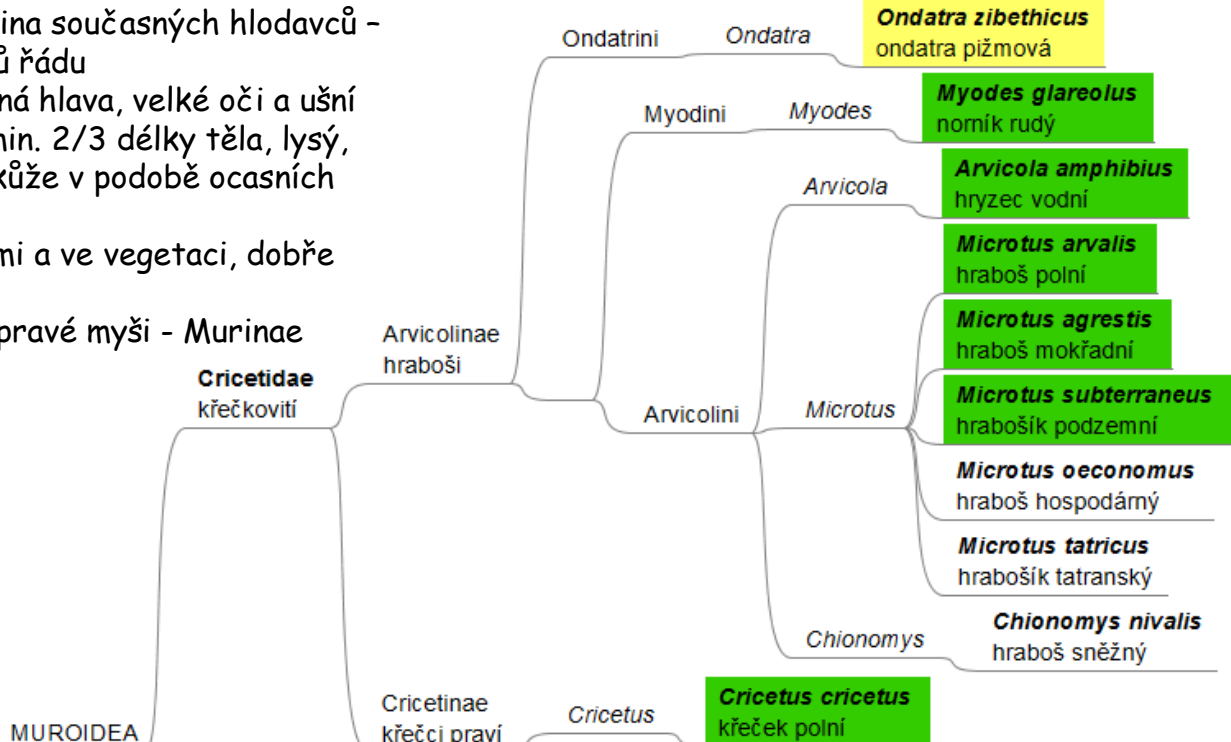 ina současných hlodavců –
ů řádu
ná hlava, velké oči a ušní
nin. 2/3 délky těla, lysý,
kůže v podobě ocasních
mi a ve vegetaci, dobře
pravé myši - Murinae
MUROIDEA
Cricetidae
křečkovití
Arvicolinae
hraboši
Ondatrini
Ondatra
Ondatra zibethicus
ondatra pižmová
Myodini
Myodes
Myodes glareolus
norník rudý
Arvicolini
Arvicola
Arvicola amphibius
hryzec vodní
Microtus
Microtus arvalis
hraboš polní
Microtus agrestis
hraboš mokřadní
Microtus subterraneus
hrabošík podzemní
Microtus oeconomus
hraboš hospodárný
Microtus tatricus
hrabošík tatranský
Chionomys
Chionomys nivalis
hraboš sněžný
Cricetinae
křečci praví
Cricetus
Cricetus cricetus
křeček polní